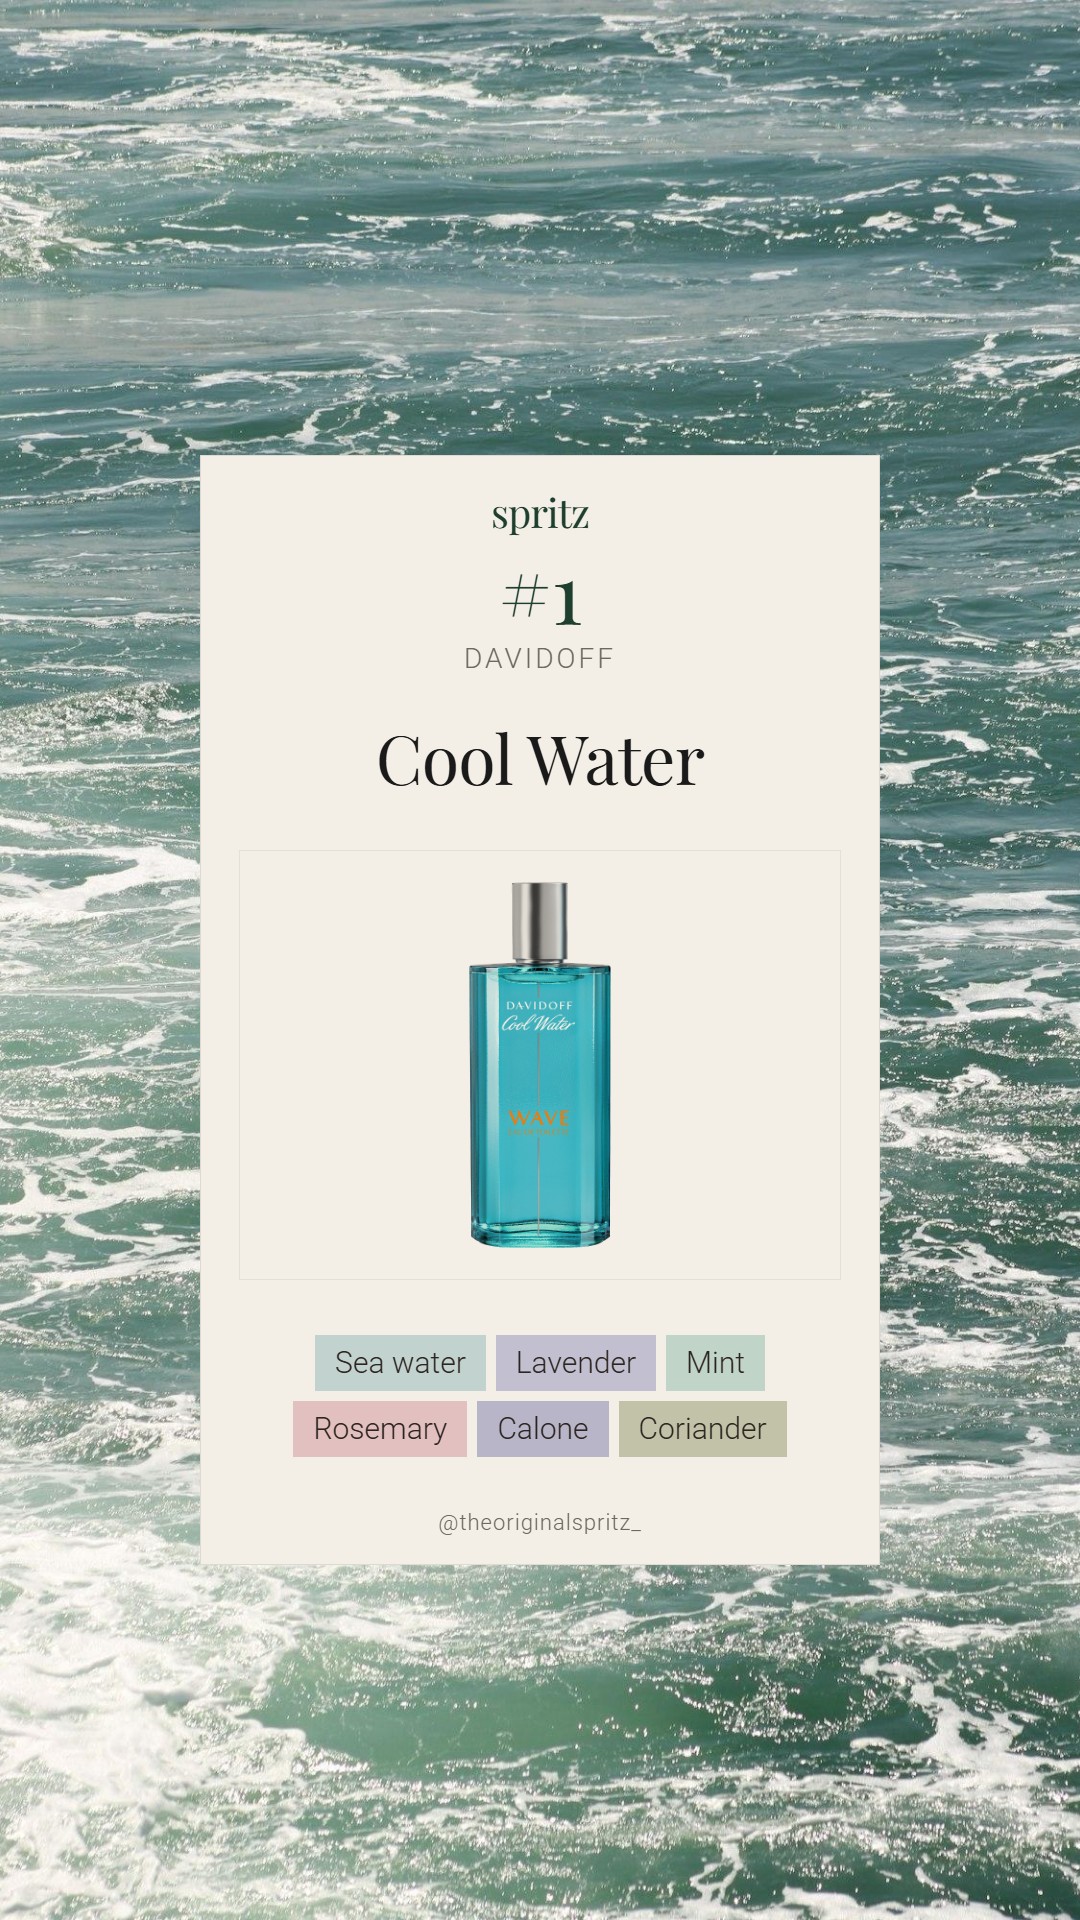 spritz
#1
DAVIDOFF
Cool Water
DAVIDOFF
Cool Water
WAVE
Sea water Lavender Mint
Rosemary Calone Coriander
@theoriginalspritz_